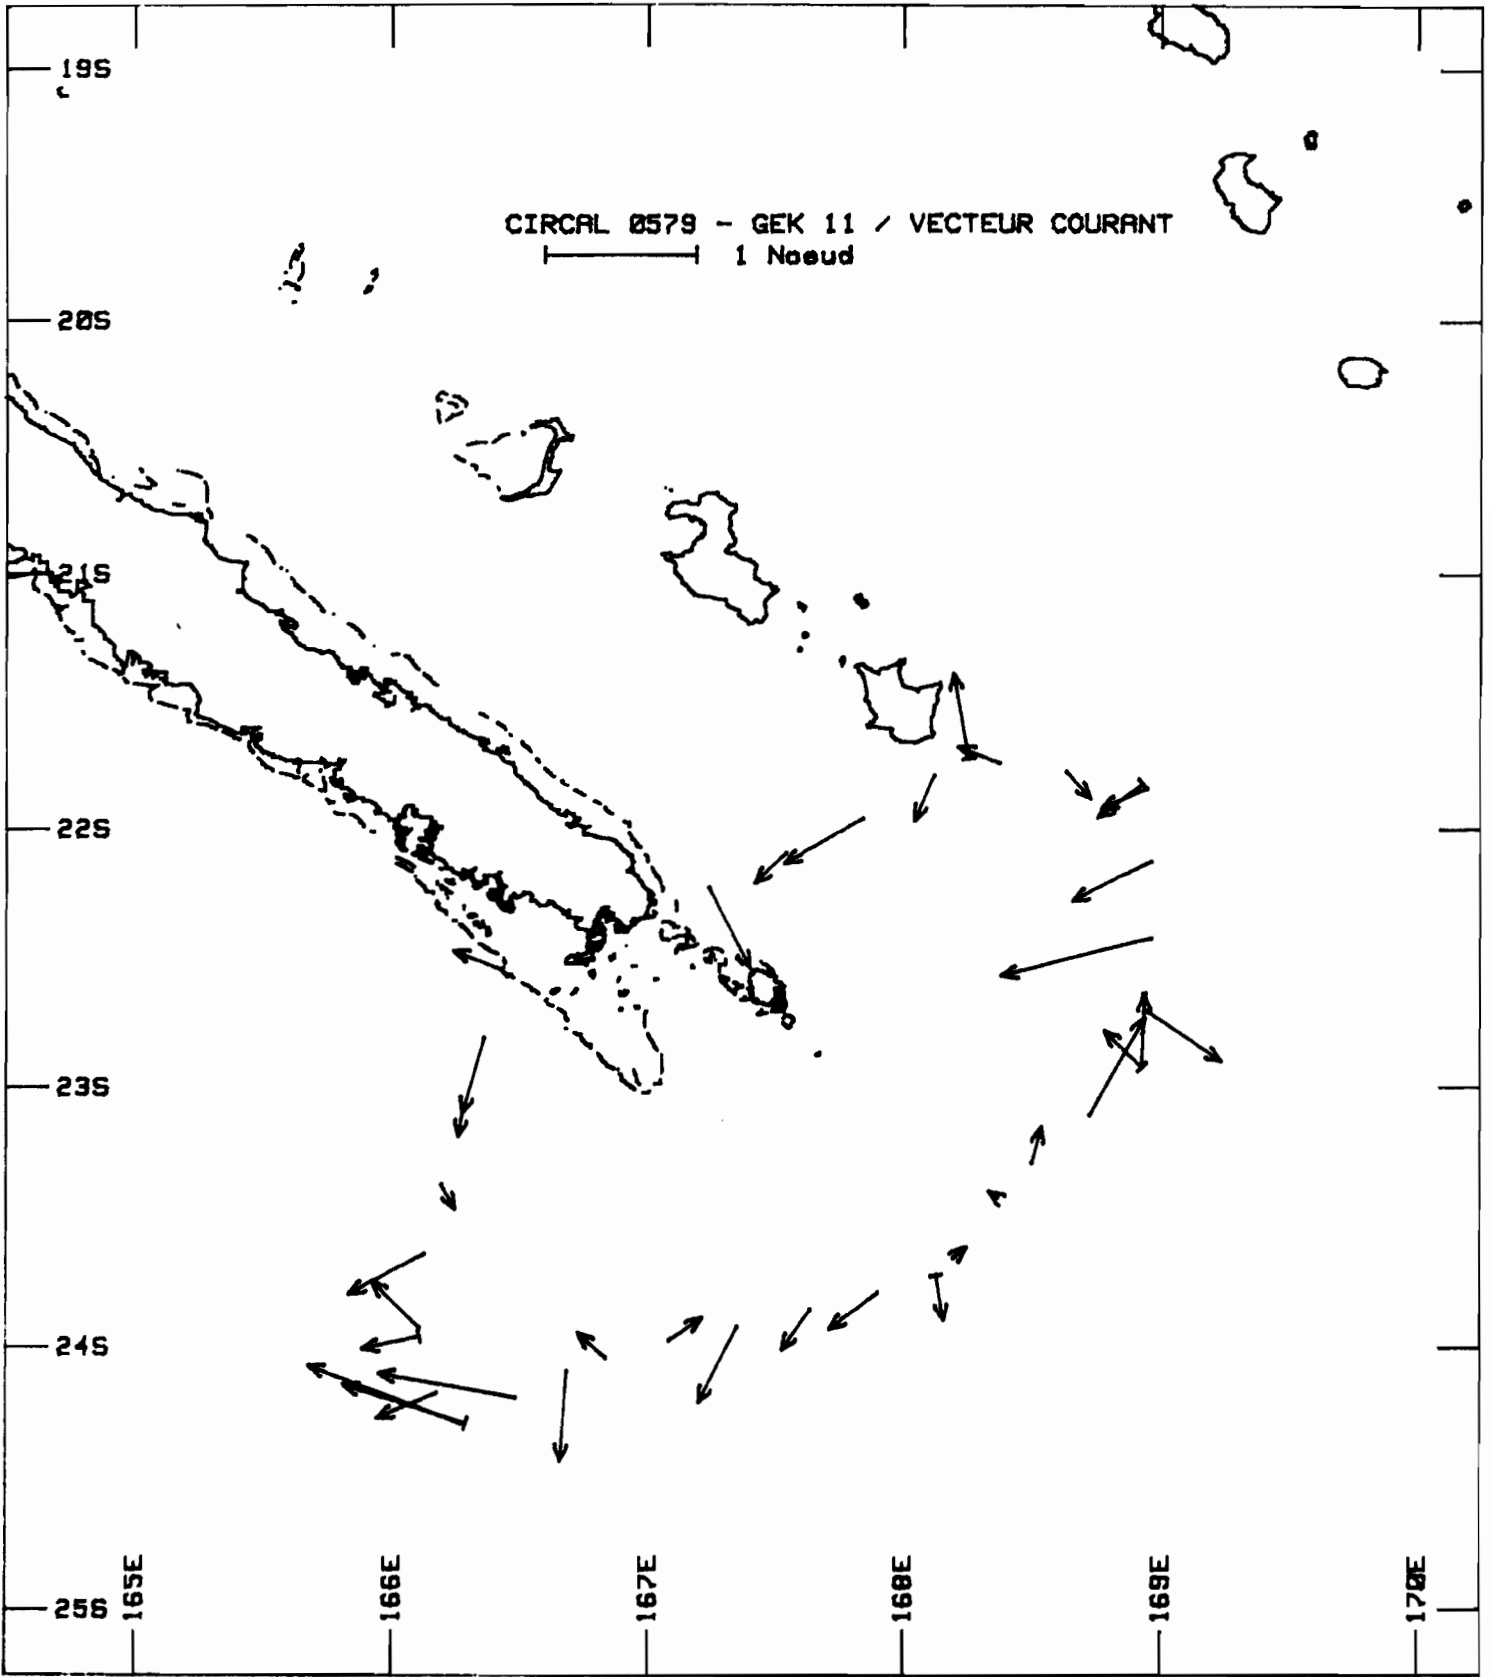 19S
CIRCAL 0579 - GEK 11 / VECTEUR COURANT
1 Noeud
20S
21S
22S
23S
24S
25S
165E
166E
167E
168E
169E
170E